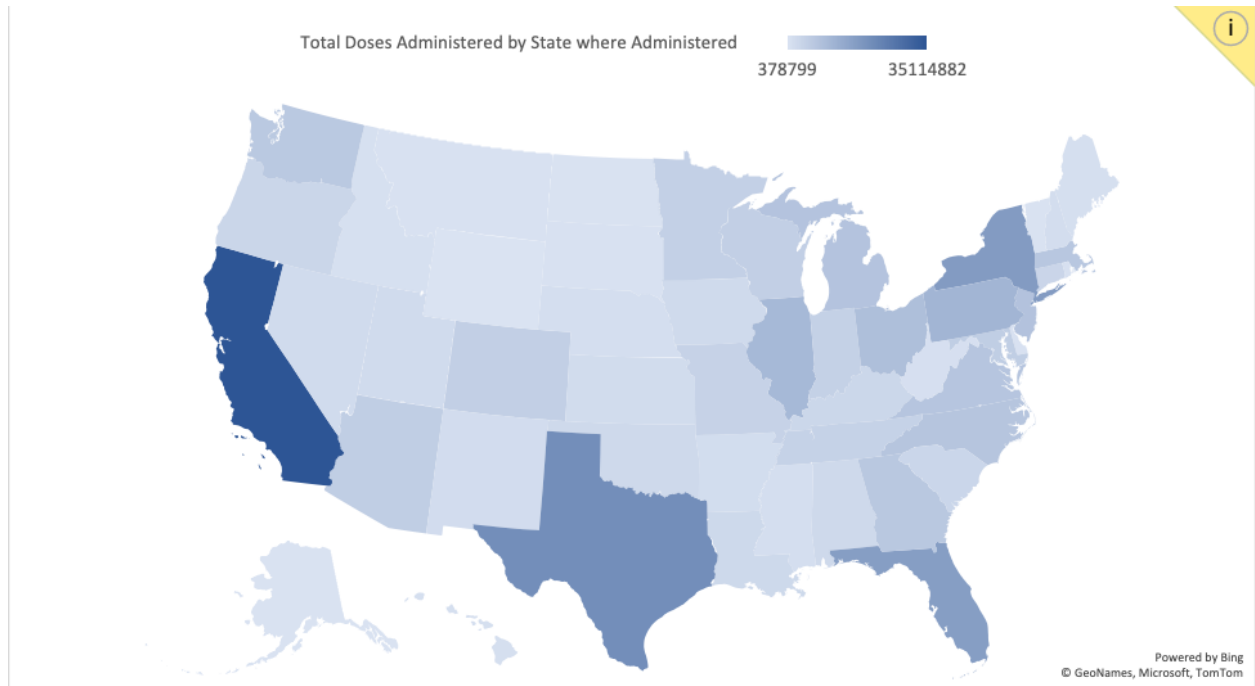 i
Total Doses Administered by State where Administered
378799 35114882
Powered by Bing
© GeoNames, Microsoft, TomTom